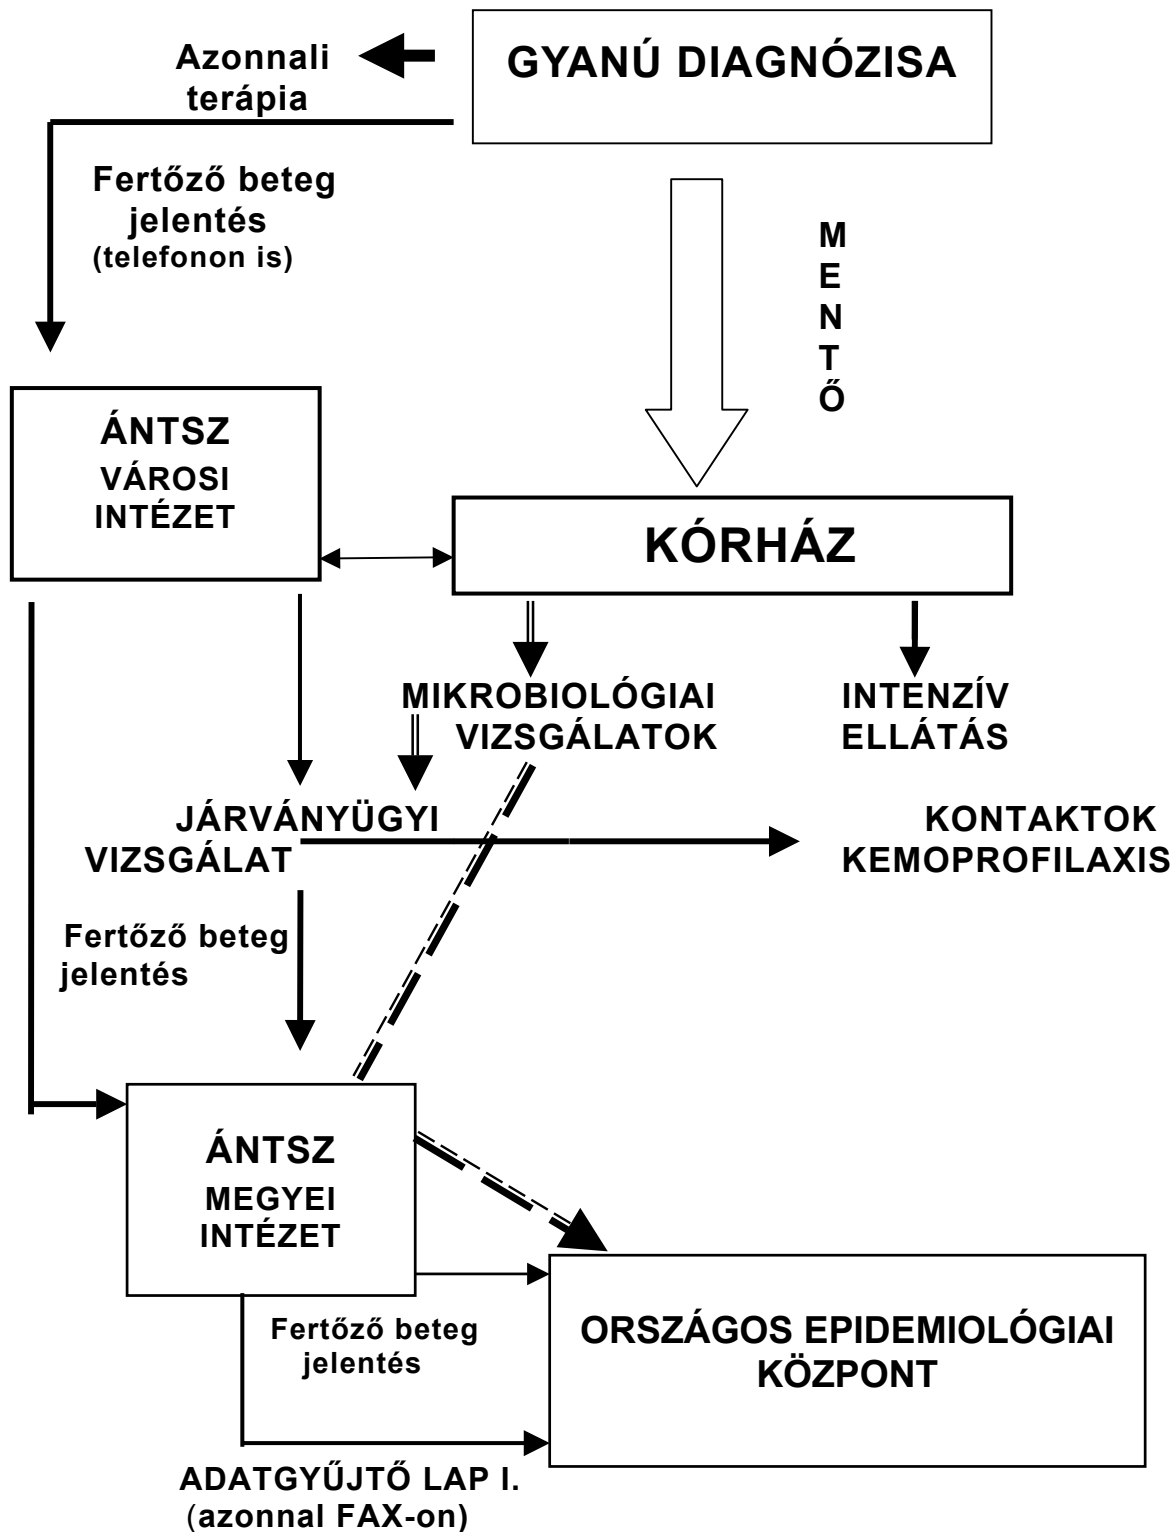 GYANÚ DIAGNÓZISA
Azonnali
terápia
Fertőző beteg
jelentés
(telefonon is)
M
E
N
T
Ő
ÁNTSZ
VÁROSI
INTÉZET
KÓRHÁZ
MIKROBIOLÓGIAI
VIZSGÁLATOK
INTENZÍV
ELLÁTÁS
JÁRVÁNYÜGYI
VIZSGÁLAT
KONTAKTOK
KEMOPROFILAXIS
Fertőző beteg
jelentés
ÁNTSZ
MEGYEI
INTÉZET
Fertőző beteg
jelentés
ORSZÁGOS EPIDEMIOLÓGIAI
KÖZPONT
ADATGYŰJTŐ LAP I.
(azonnal FAX-on)